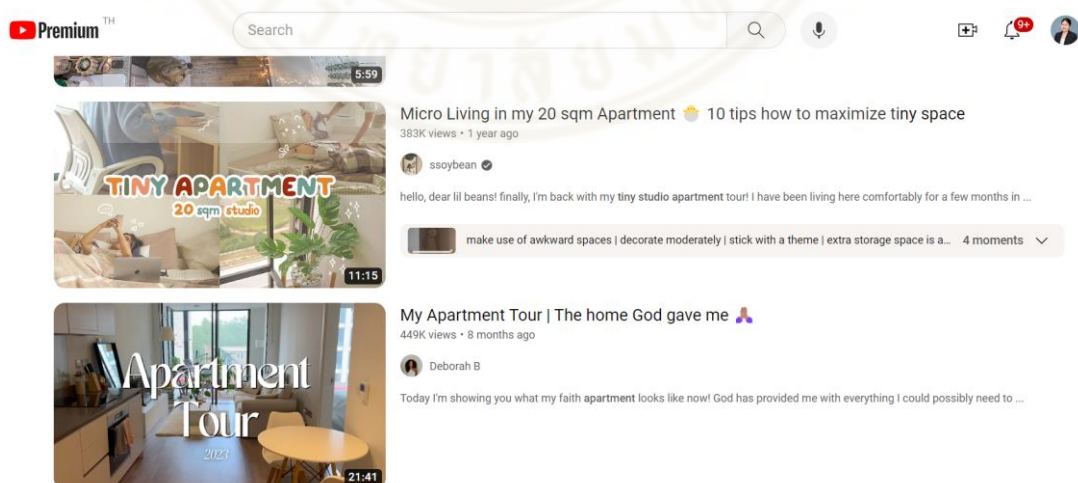 Premium TH
Search
9+
5:59
Micro Living in my 20 sqm Apartment 🐣 10 tips how to maximize tiny space
383K views • 1 year ago
ssoybean
hello, dear lil beans! finally, I'm back with my tiny studio apartment tour! I have been living here comfortably for a few months in ...
make use of awkward spaces | decorate moderately | stick with a theme | extra storage space is a... 4 moments
TINY APARTMENT
20 sqm studio
11:15
My Apartment Tour | The home God gave me 🙏🏽
449K views • 8 months ago
Deborah B
Today I'm showing you what my faith apartment looks like now! God has provided me with everything I could possibly need to ...
Apartment
Tour
2023
21:41